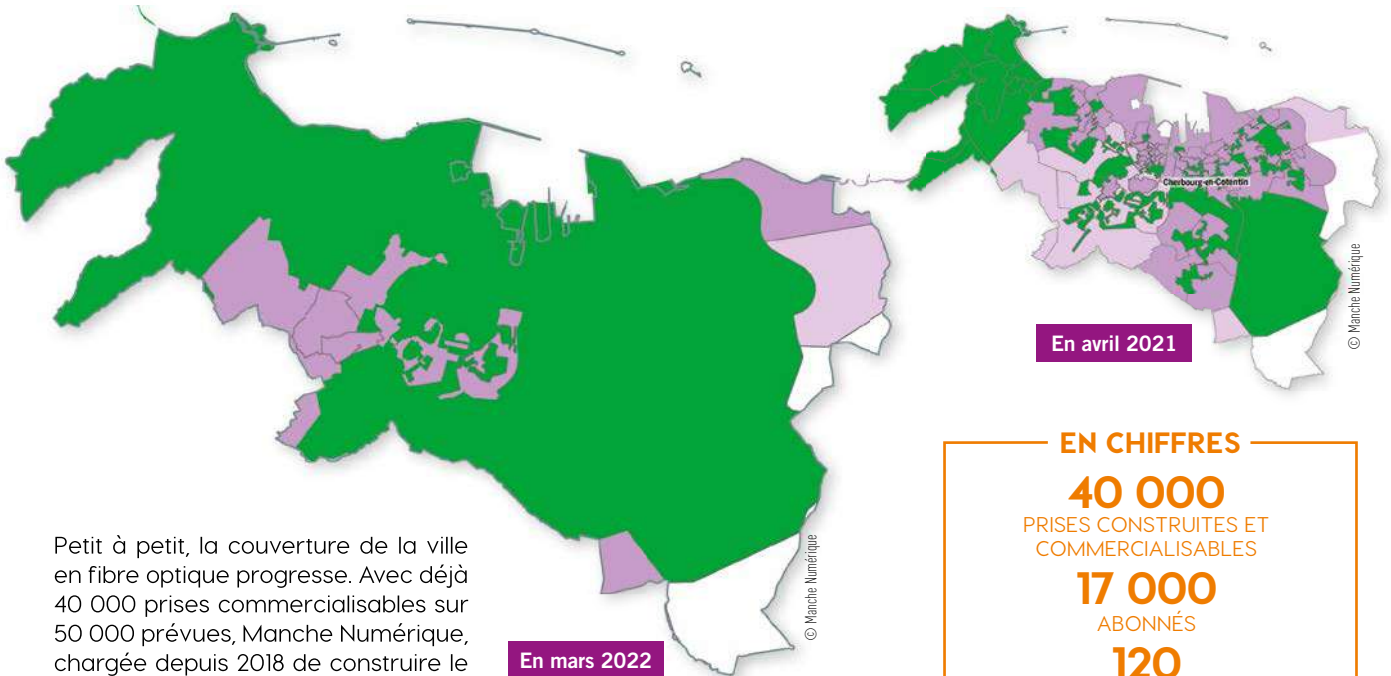 Cherbourg-en-Cotentin
© Manche Numérique
En avril 2021
© Manche Numérique
En mars 2022
Petit à petit, la couverture de la ville
en fibre optique progresse. Avec déjà
40 000 prises commercialisables sur
50 000 prévues, Manche Numérique,
chargée depuis 2018 de construire le
EN CHIFFRES
40 000
PRISES CONSTRUITES ET
COMMERCIALISABLES
17 000
ABONNÉS
120